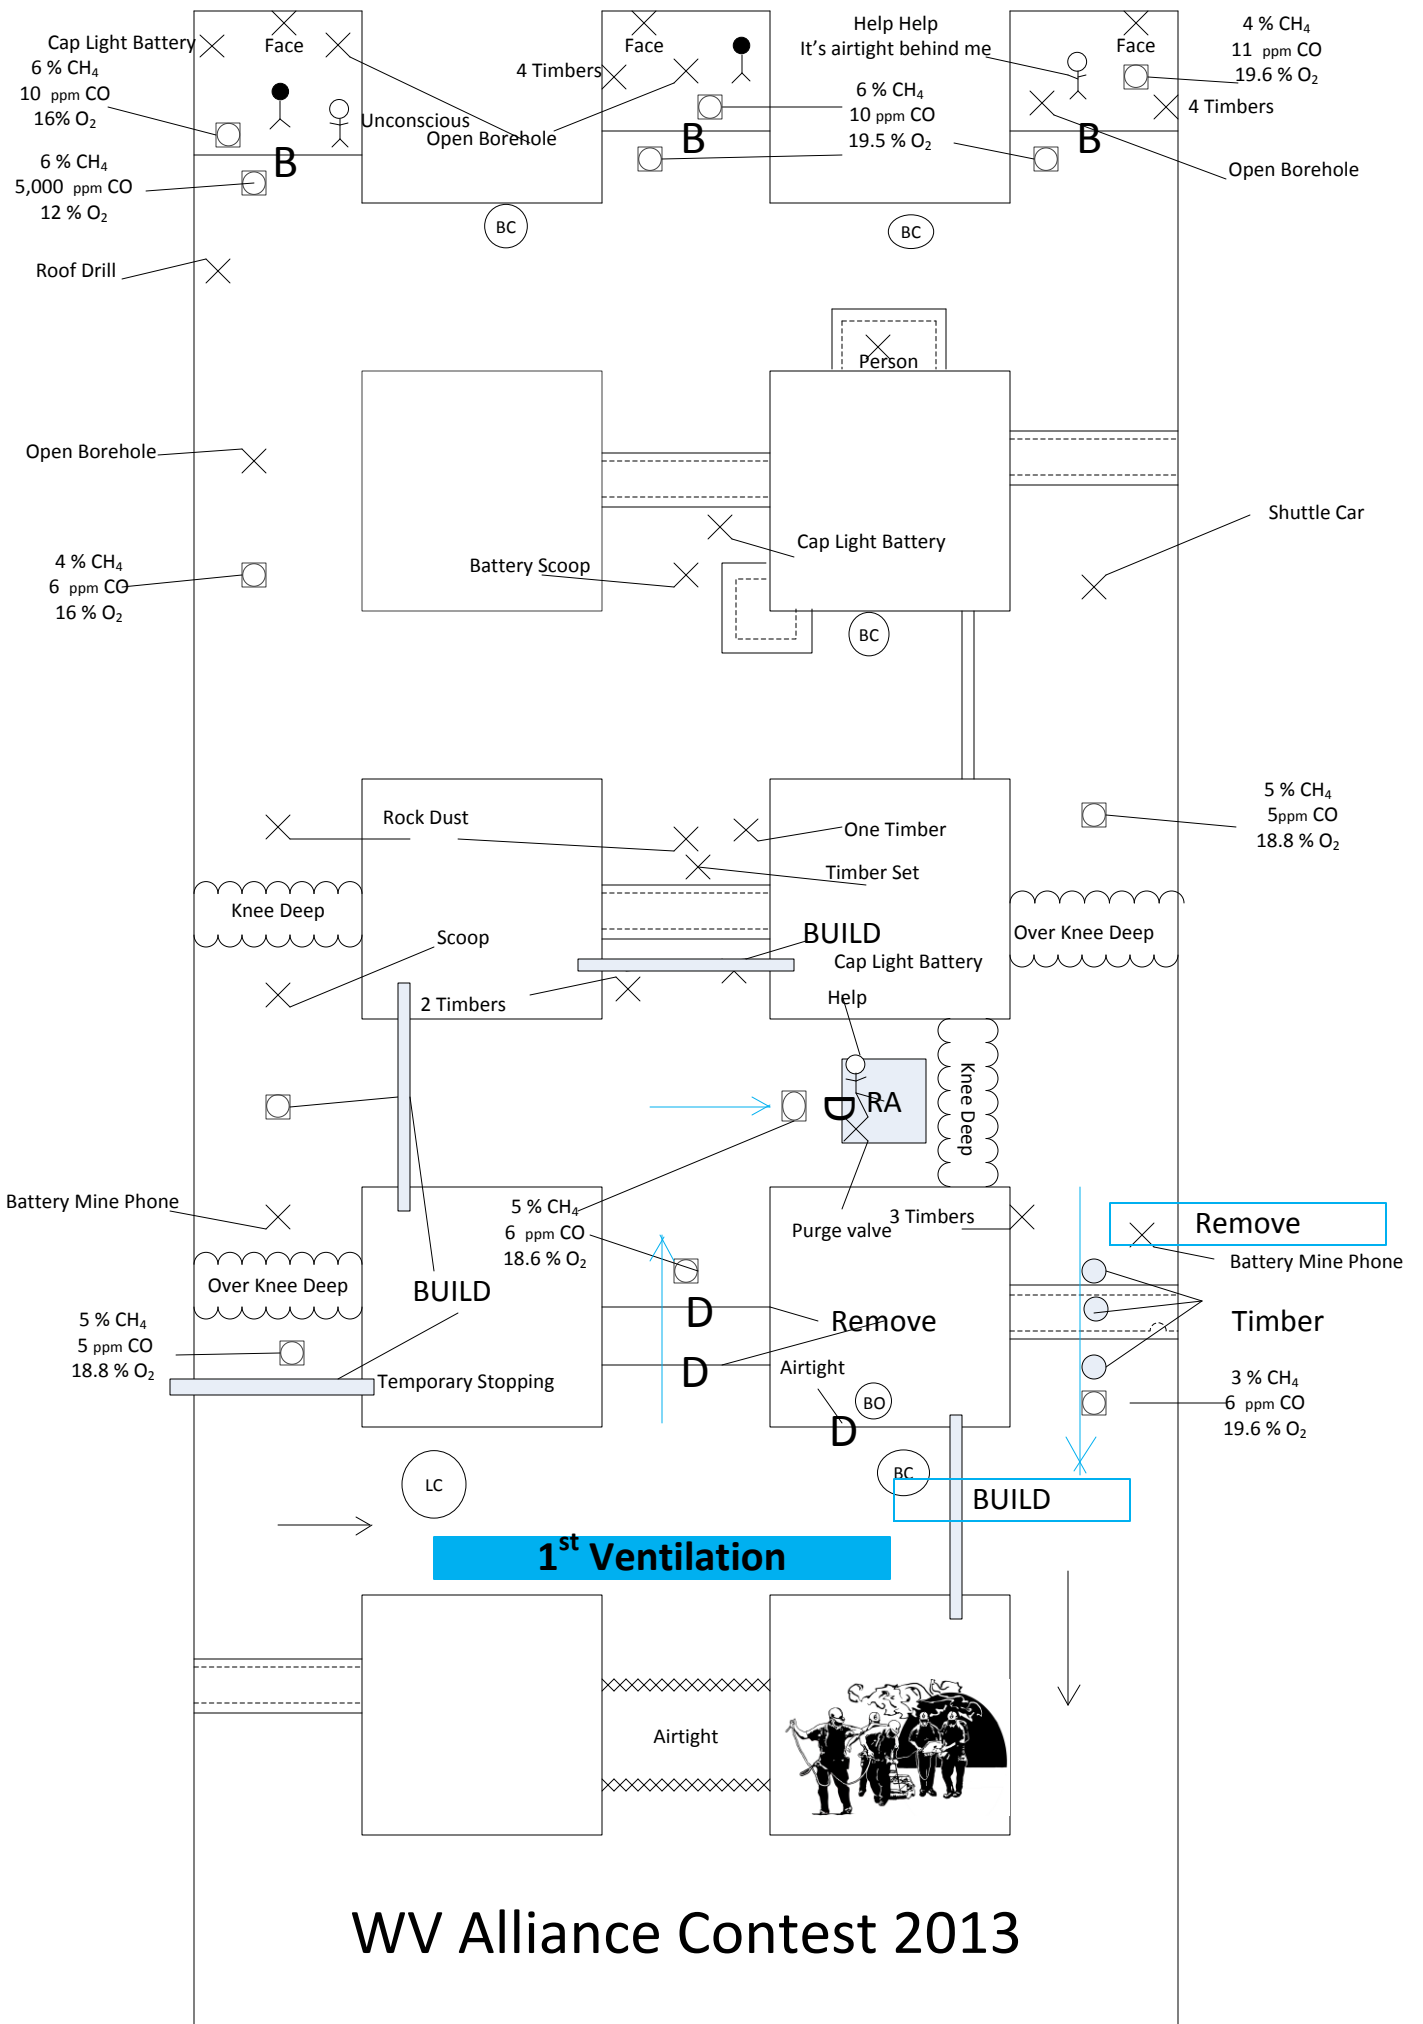 Cap Light Battery
6 % CH₄
10 ppm CO
16% O₂
6 % CH₄
5,000 ppm CO
12 % O₂
Face
Unconscious
B
4 Timbers
Face
Open Borehole
B
Help Help
It's airtight behind me
6 % CH₄
10 ppm CO
19.5 % O₂
Face
4 % CH₄
11 ppm CO
19.6 % O₂
4 Timbers
B
Open Borehole
BC
BC
Roof Drill
Person
Open Borehole
Shuttle Car
Cap Light Battery
Battery Scoop
4 % CH₄
6 ppm CO
16 % O₂
BC
5 % CH₄
5ppm CO
18.8 % O₂
Rock Dust
One Timber
Timber Set
Knee Deep
Over Knee Deep
BUILD
Scoop
Cap Light Battery
2 Timbers
Help
D
RA
Knee Deep
Battery Mine Phone
5 % CH₄
6 ppm CO
18.6 % O₂
Purge valve
3 Timbers
Remove
Battery Mine Phone
Over Knee Deep
BUILD
D
Remove
Timber
5 % CH₄
5 ppm CO
18.8 % O₂
Temporary Stopping
D
Airtight
BO
D
3 % CH₄
6 ppm CO
19.6 % O₂
LC
BC
BUILD
1st Ventilation
Airtight
WV Alliance Contest 2013